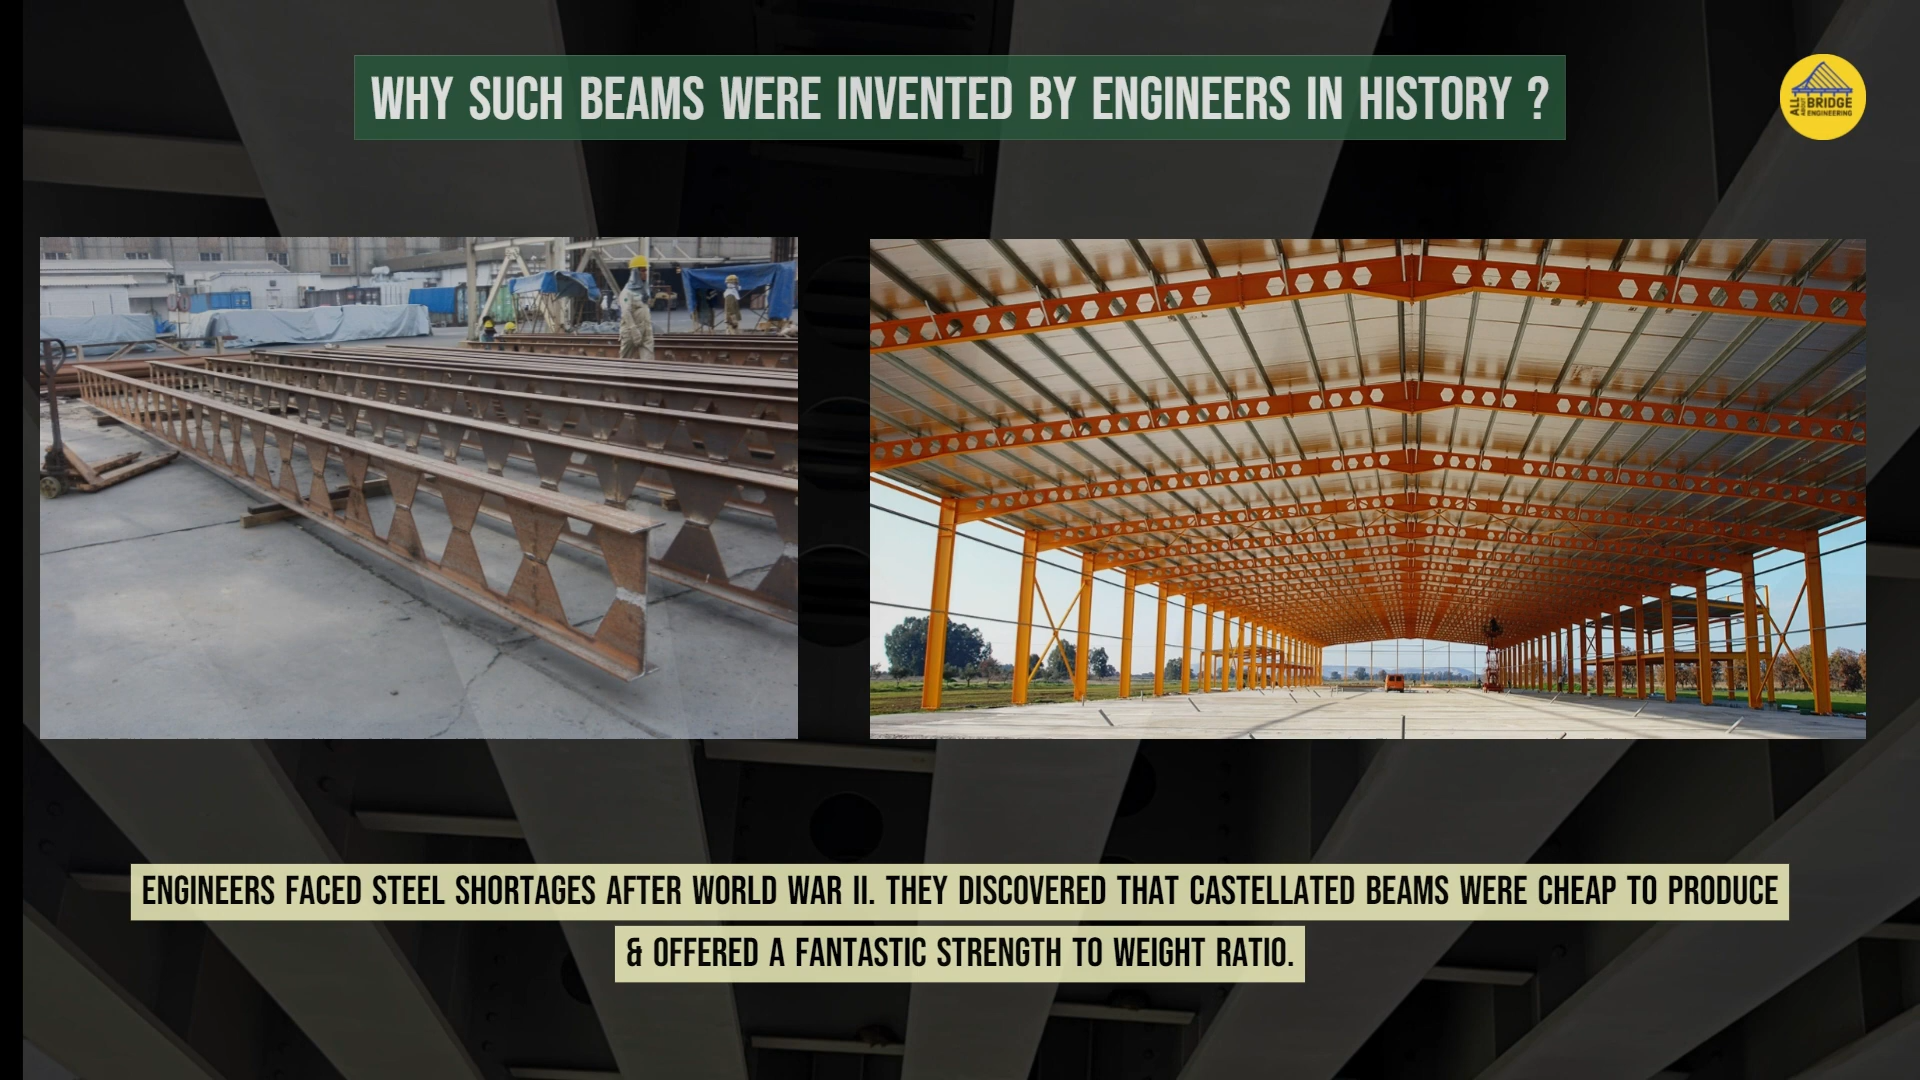 WHY SUCH BEAMS WERE INVENTED BY ENGINEERS IN HISTORY ?
ALL
ABOUT
BRIDGE
ENGINEERING
ENGINEERS FACED STEEL SHORTAGES AFTER WORLD WAR II. THEY DISCOVERED THAT CASTELLATED BEAMS WERE CHEAP TO PRODUCE
& OFFERED A FANTASTIC STRENGTH TO WEIGHT RATIO.